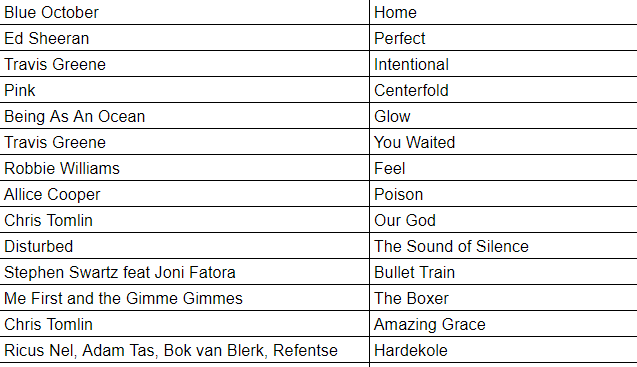 Blue October Home
Ed Sheeran Perfect
Travis Greene Intentional
Pink Centerfold
Being As An Ocean Glow
Travis Greene You Waited
Robbie Williams Feel
Allice Cooper Poison
Chris Tomlin Our God
Disturbed The Sound of Silence
Stephen Swartz feat Joni Fatora Bullet Train
Me First and the Gimme Gimmes The Boxer
Chris Tomlin Amazing Grace
Ricus Nel, Adam Tas, Bok van Blerk, Refentse Hardekole